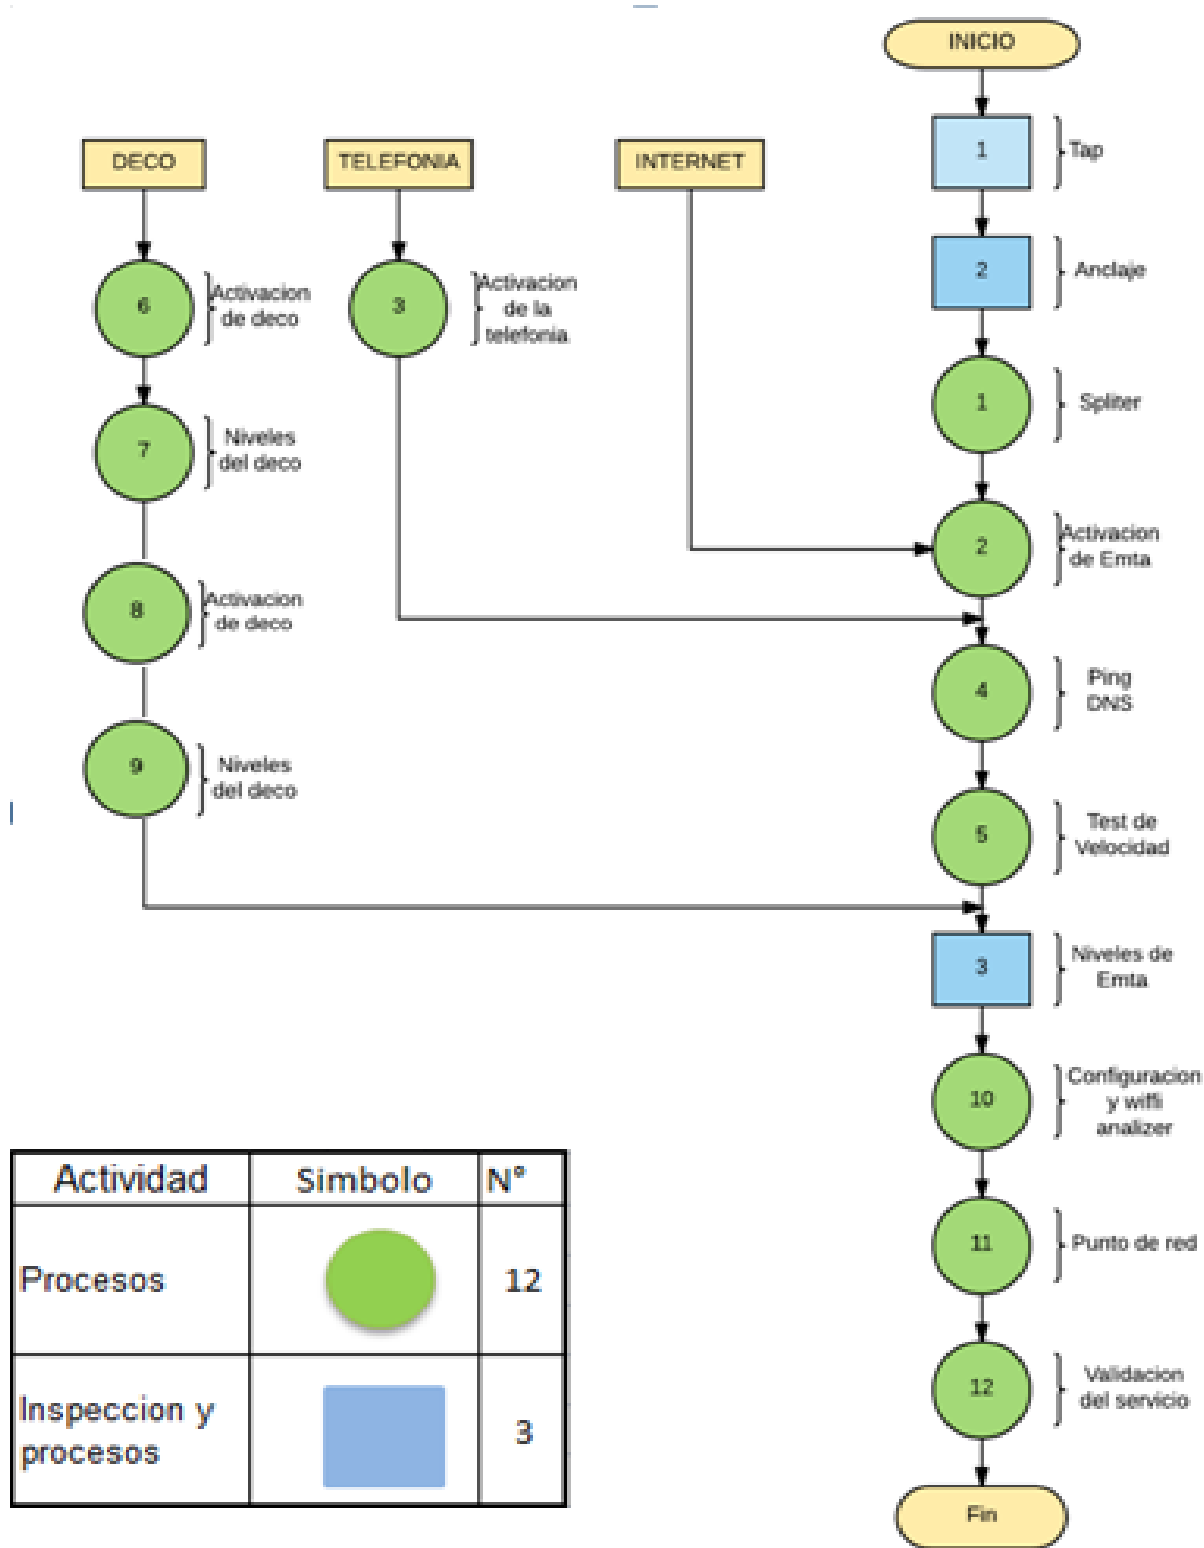 INICIO
1
Tap
DECO
TELEFONIA
INTERNET
2
Anclaje
6
Activacion
de deco
3
Activacion
de la
telefonia
1
Spliter
7
Niveles
del deco
2
Activacion
de Emta
8
Activacion
de deco
4
Ping
DNS
9
Niveles
del deco
5
Test de
Velocidad
3
Niveles de
Emta
10
Configuracion
y wiffi
analizer
11
Punto de red
12
Validacion
del servicio
Fin
Actividad Simbolo N°
Procesos 12
Inspeccion y
procesos 3